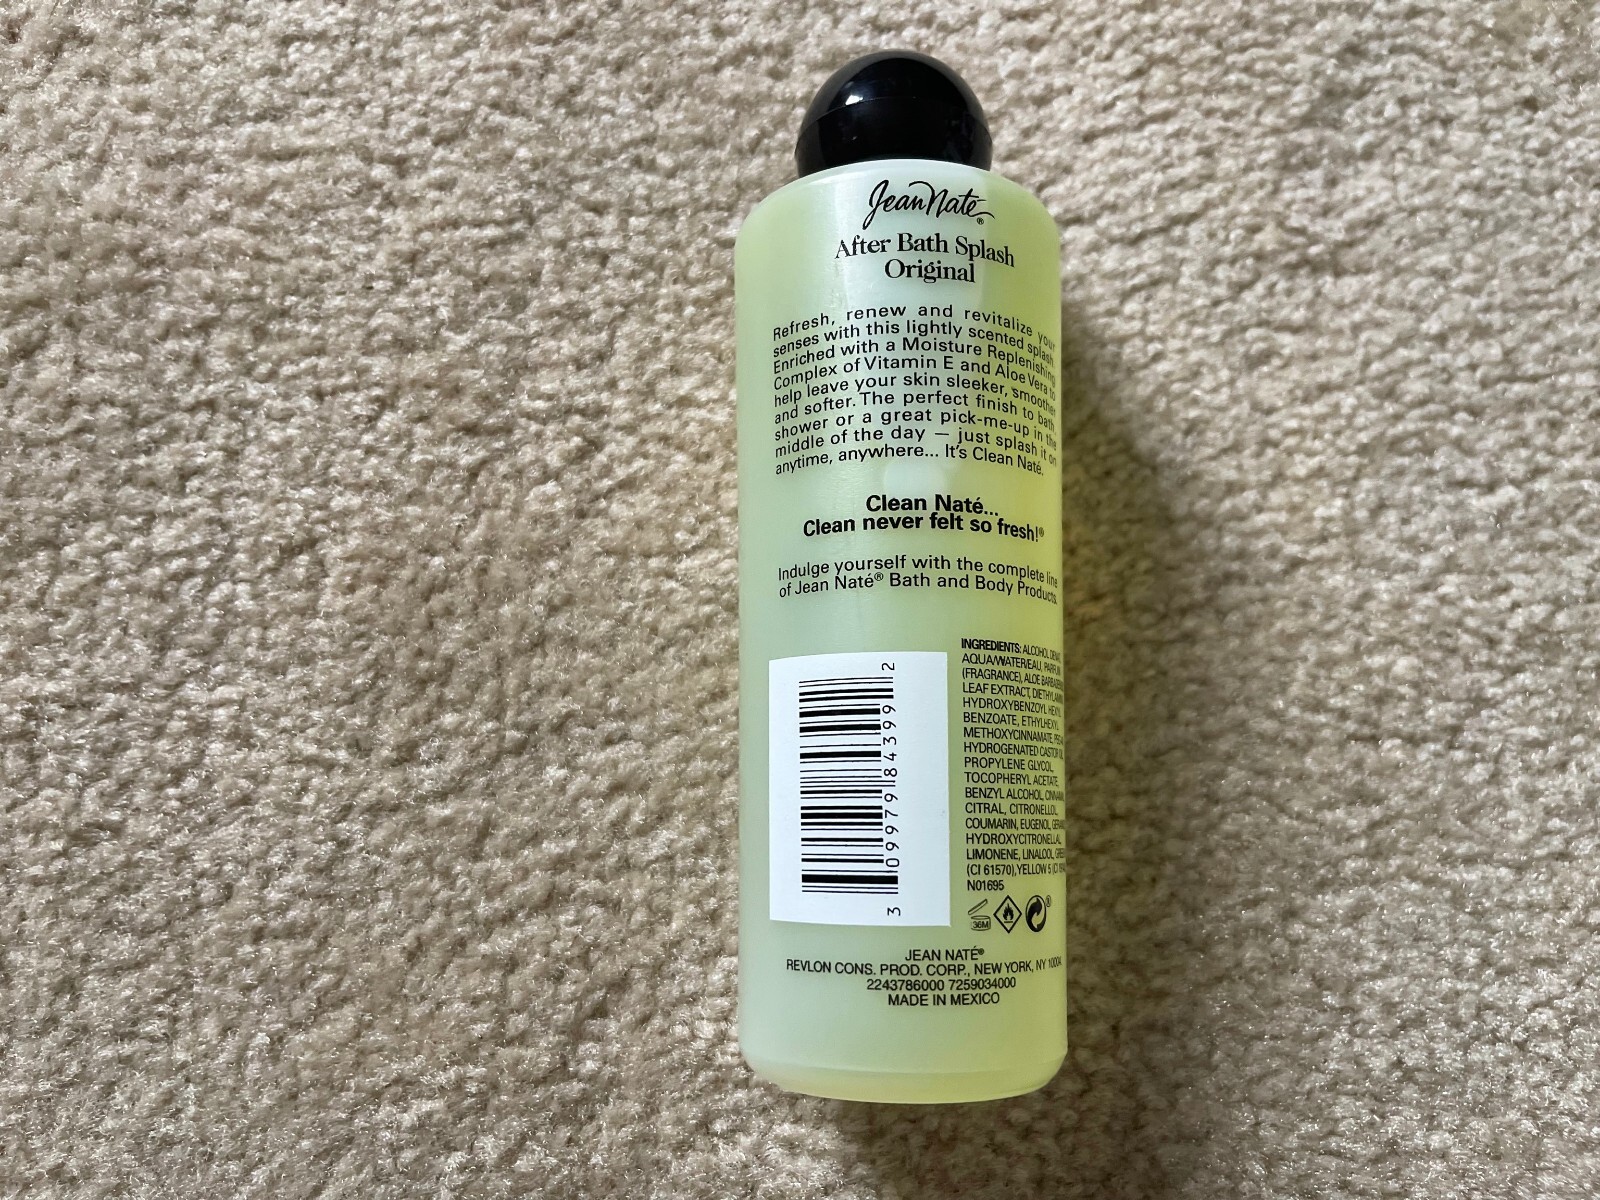 Jean Naté®
After Bath Splash
Original
Refresh, renew and revitalize your
senses with this lightly scented splash.
Enriched with a Moisture Replenishing
Complex of Vitamin E and Aloe Vera to
help leave your skin sleeker, smoother
and softer. The perfect finish to bath,
shower or a great pick-me-up in the
middle of the day — just splash it on
anytime, anywhere... It's Clean Naté.
Clean Naté...
Clean never felt so fresh!®
Indulge yourself with the complete line
of Jean Naté® Bath and Body Products.
3 09979 84399 2
INGREDIENTS: ALCOHOL DENAT.
AQUA/WATER/EAU, PARFUM
(FRAGRANCE), ALOE
LEAF EXTRACT,
HYDROXYBENZOYL HEXYL
BENZOATE, ETHYLHEXYL
METHOXYCINNAMATE,
HYDROGENATED CASTOR OIL,
PROPYLENE GLYCOL,
TOCOPHERYL ACETATE,
BENZYL ALCOHOL,
CITRAL, CITRONELLOL,
COUMARIN, EUGENOL,
HYDROXYCITRONELLAL,
LIMONENE, LINALOOL,
(CI 61570), YELLOW 5 (CI
N01695
36M
JEAN NATÉ®
REVLON CONS. PROD. CORP., NEW YORK, NY 10004
2243786000 7259034000
MADE IN MEXICO